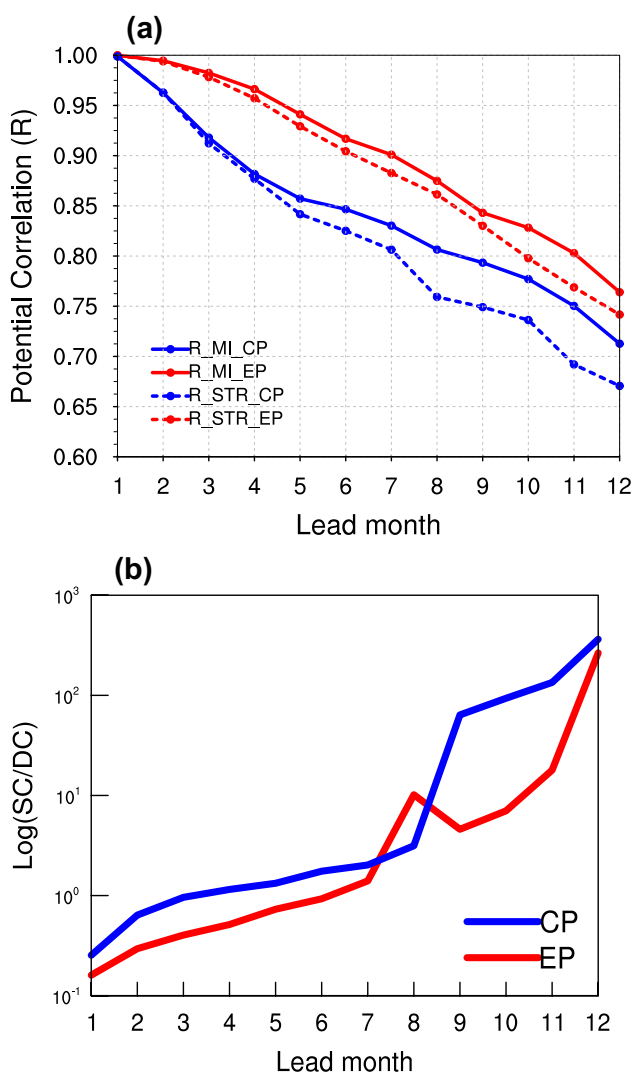 (a)
Potential Correlation (R)
1.00
0.95
0.90
0.85
0.80
0.75
0.70
0.65
0.60
R_MI_CP
R_MI_EP
R_STR_CP
R_STR_EP
1 2 3 4 5 6 7 8 9 10 11 12
Lead month
(b)
Log(SC/DC)
10³
10²
10¹
10⁰
10⁻¹
CP
EP
1 2 3 4 5 6 7 8 9 10 11 12
Lead month